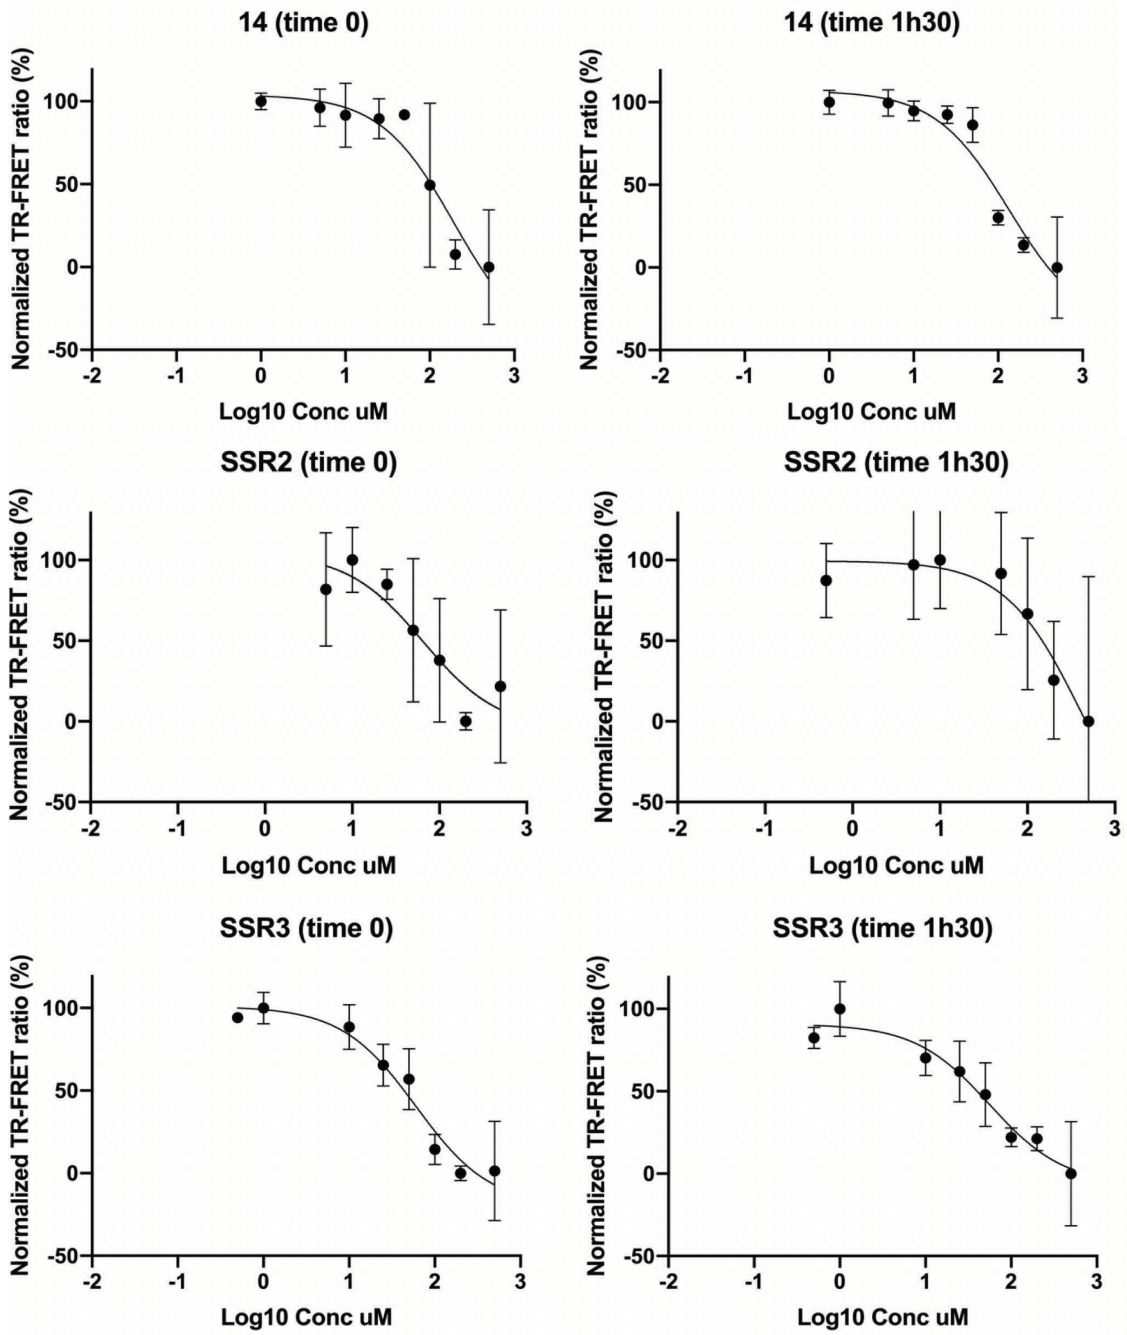 14 (time 0)
Normalized TR-FRET ratio (%)
100
50
0
-50
-2 -1 0 1 2 3
Log10 Conc uM
14 (time 1h30)
Normalized TR-FRET ratio (%)
100
50
0
-50
-2 -1 0 1 2 3
Log10 Conc uM
SSR2 (time 0)
Normalized TR-FRET ratio (%)
100
50
0
-50
-2 -1 0 1 2 3
Log10 Conc uM
SSR2 (time 1h30)
Normalized TR-FRET ratio (%)
100
50
0
-50
-2 -1 0 1 2 3
Log10 Conc uM
SSR3 (time 0)
Normalized TR-FRET ratio (%)
100
50
0
-50
-2 -1 0 1 2 3
Log10 Conc uM
SSR3 (time 1h30)
Normalized TR-FRET ratio (%)
100
50
0
-50
-2 -1 0 1 2 3
Log10 Conc uM